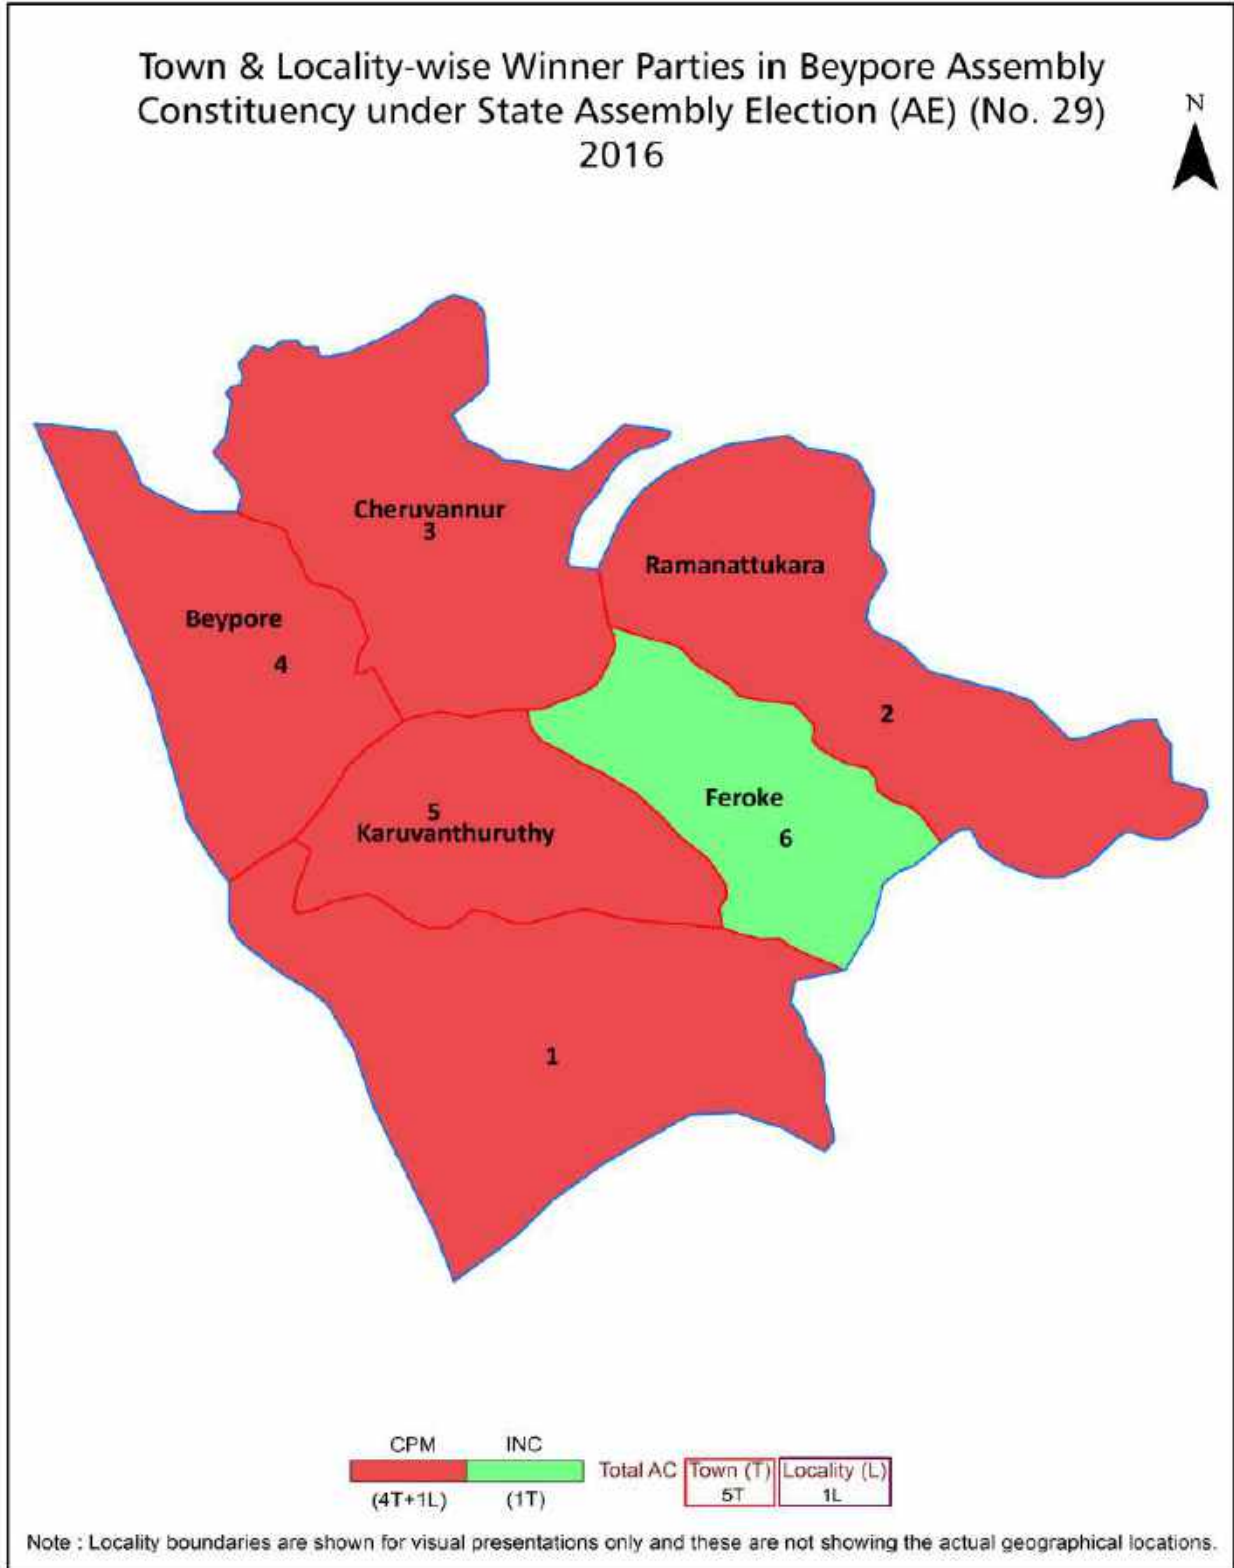 Town & Locality-wise Winner Parties in Beypore Assembly
Constituency under State Assembly Election (AE) (No. 29)
2016
N
Cheruvannur
3
Ramanattukara
Beypore
4
2
Feroke
6
5
Karuvanthuruthy
1
CPM INC
Total AC Town (T) Locality (L)
5T 1L
(4T+1L) (1T)
Note : Locality boundaries are shown for visual presentations only and these are not showing the actual geographical locations.